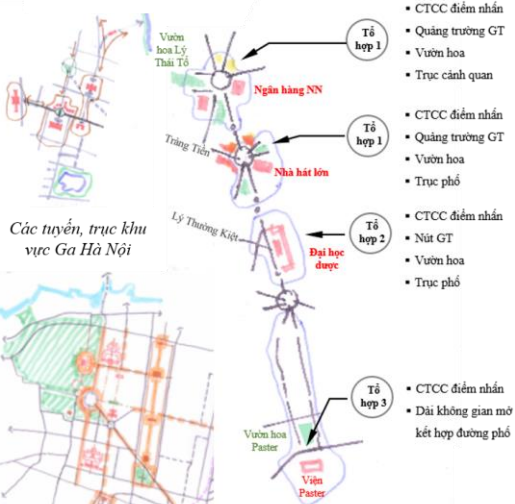 Vườn
hoa Lý
Thái Tổ
Ngân hàng NN
Tràng Tiền
Nhà hát lớn
Lý Thường Kiệt
Đại học
dược
Vườn hoa
Paster
Viện
Paster
Các tuyến, trục khu
vực Ga Hà Nội
Tổ
hợp 1
▪ CTCC điểm nhấn
▪ Quảng trường GT
▪ Vườn hoa
▪ Trục cảnh quan
Tổ
hợp 1
▪ CTCC điểm nhấn
▪ Quảng trường GT
▪ Vườn hoa
▪ Trục phố
Tổ
hợp 2
▪ CTCC điểm nhấn
▪ Nút GT
▪ Vườn hoa
▪ Trục phố
Tổ
hợp 3
▪ CTCC điểm nhấn
▪ Dải không gian mở
kết hợp đường phố